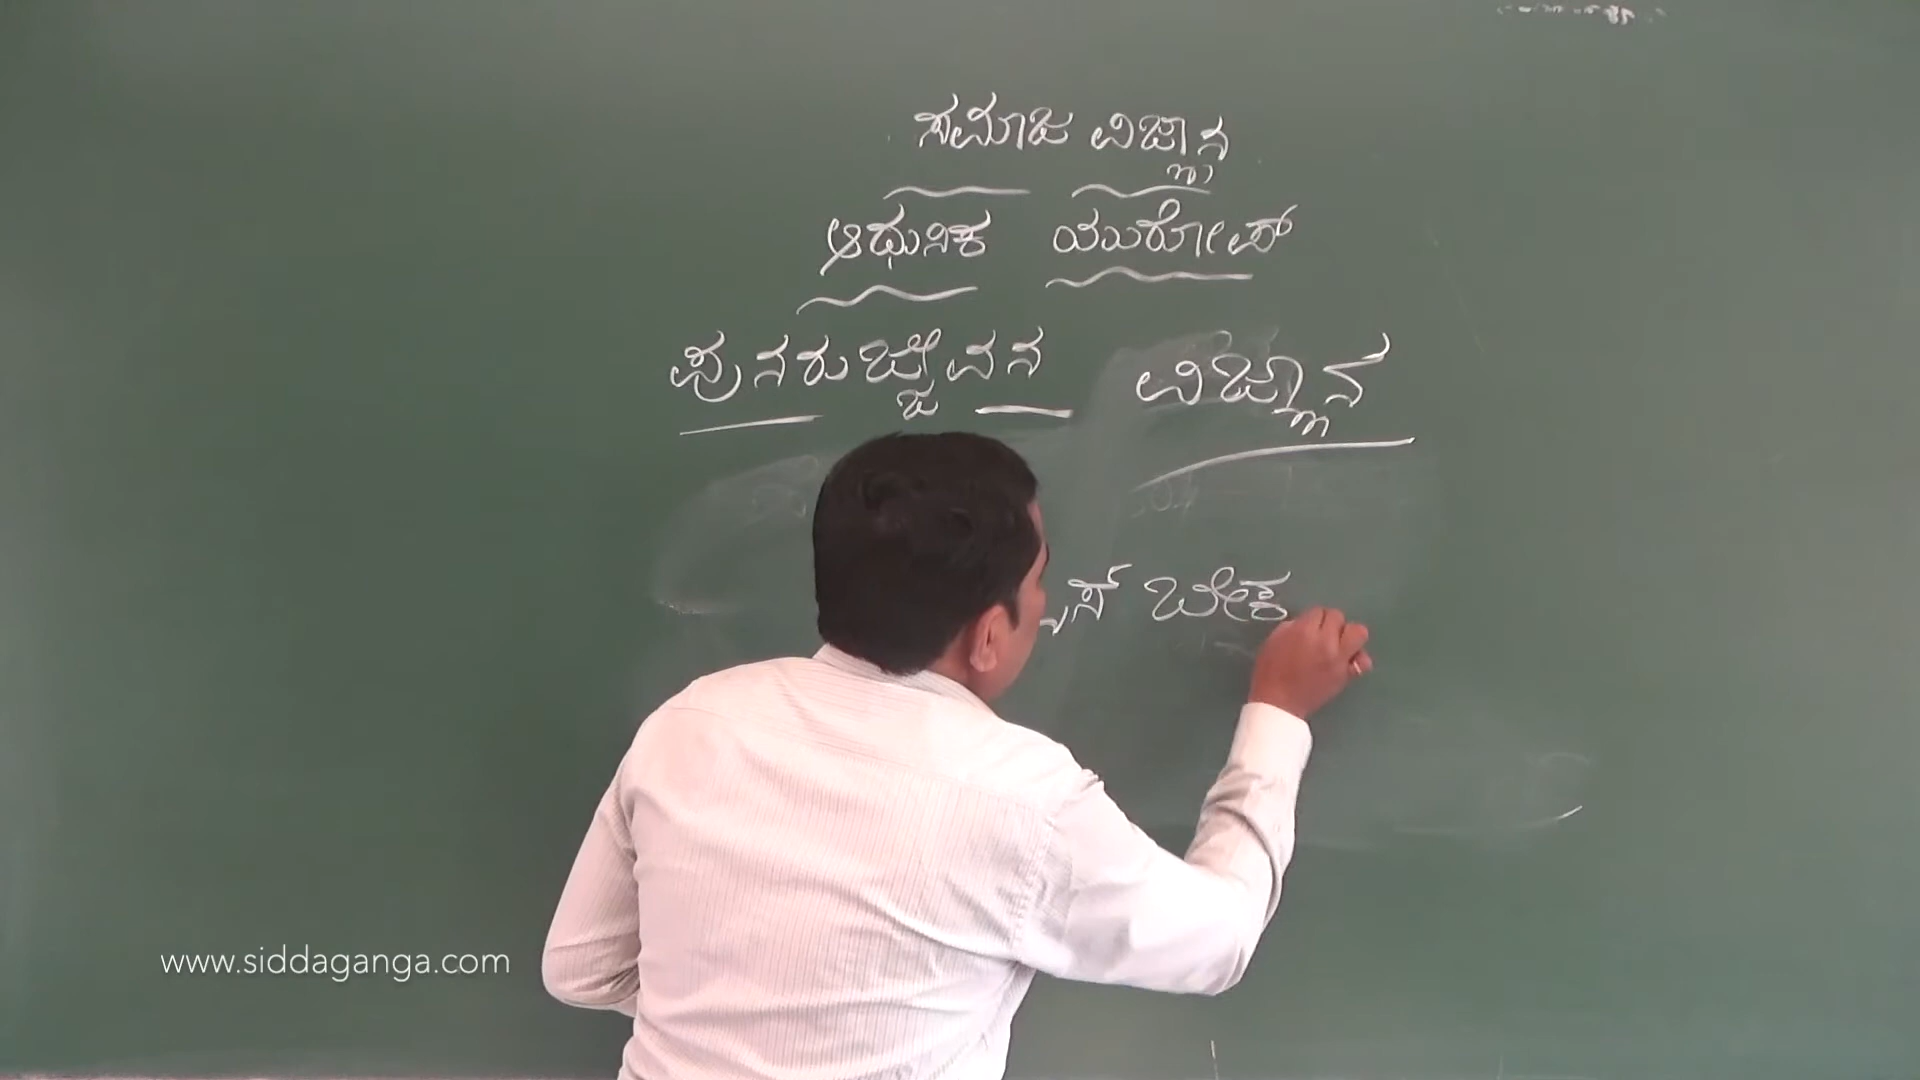 ಸಮಾಜ ವಿಜ್ಞಾನ
ಆಧುನಿಕ ಯುರೋಪ್
ಪುನರುಜ್ಜೀವನ ವಿಜ್ಞಾನ
ಬೇಕ
www.siddaganga.com